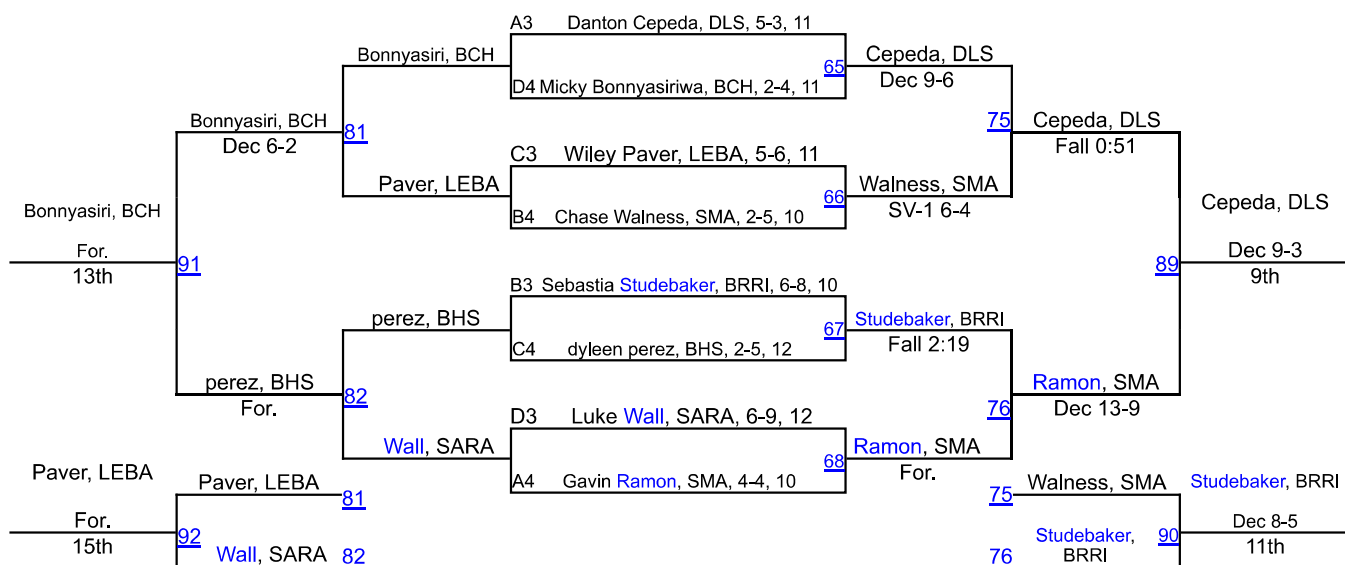 A3 Danton Cepeda, DLS, 5-3, 11
Bonnyasiri, BCH
65
Cepeda, DLS
Dec 9-6
D4 Micky Bonnyasiriwa, BCH, 2-4, 11
Bonnyasiri, BCH
Dec 6-2
81
75
Cepeda, DLS
Fall 0:51
C3 Wiley Paver, LEBA, 5-6, 11
Paver, LEBA
66
Walness, SMA
SV-1 6-4
B4 Chase Walness, SMA, 2-5, 10
Bonnyasiri, BCH
For.
13th
91
89
Cepeda, DLS
Dec 9-3
9th
B3 Sebastia Studebaker, BRRI, 6-8, 10
perez, BHS
67
Studebaker, BRRI
Fall 2:19
C4 dyleen perez, BHS, 2-5, 12
perez, BHS
For.
82
76
Ramon, SMA
Dec 13-9
D3 Luke Wall, SARA, 6-9, 12
Wall, SARA
68
Ramon, SMA
For.
A4 Gavin Ramon, SMA, 4-4, 10
Paver, LEBA
For.
15th
Paver, LEBA
81
92
Wall, SARA 82
75
Walness, SMA
Studebaker, BRRI
Dec 8-5
11th
90
76
Studebaker,
BRRI